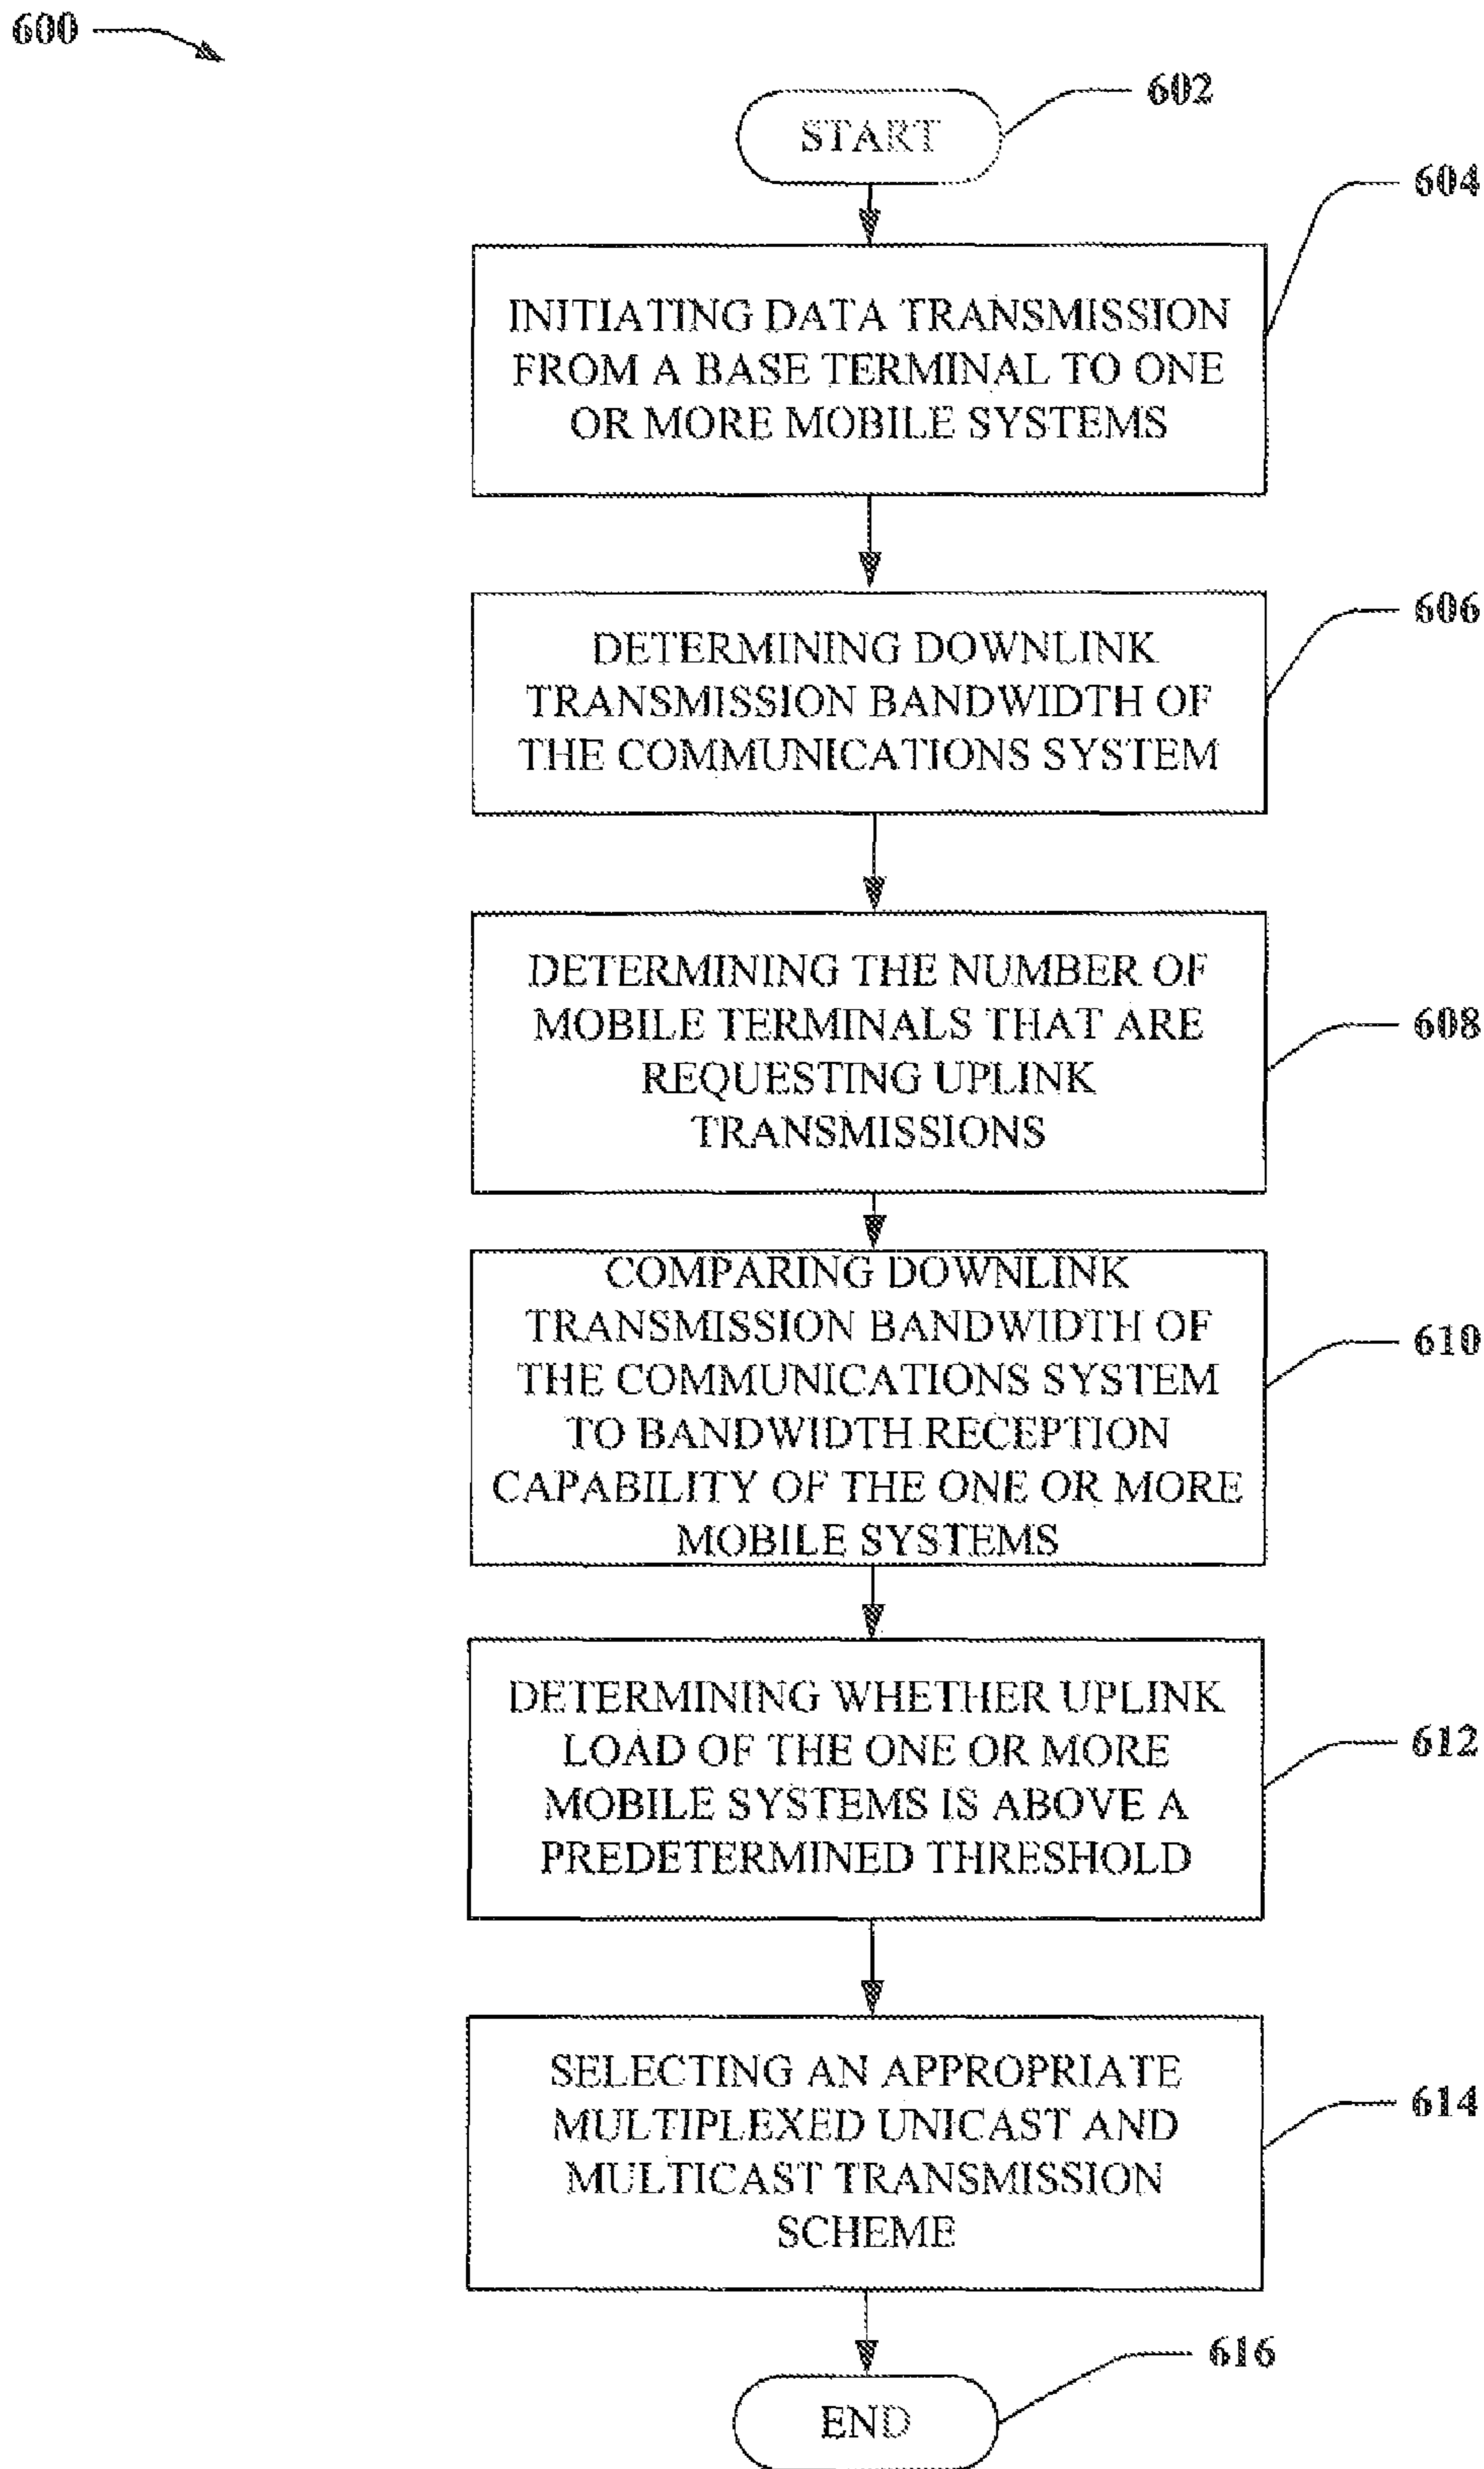 600
602
START
604
INITIATING DATA TRANSMISSION
FROM A BASE TERMINAL TO ONE
OR MORE MOBILE SYSTEMS
606
DETERMINING DOWNLINK
TRANSMISSION BANDWIDTH OF
THE COMMUNICATIONS SYSTEM
DETERMINING THE NUMBER OF
MOBILE TERMINALS THAT ARE
608
REQUESTING UPLINK
TRANSMISSIONS
COMPARING DOWNLINK
TRANSMISSION BANDWIDTH OF
610
THE COMMUNICATIONS SYSTEM
TO BANDWIDTH RECEPTION
CAPABILITY OF THE ONE OR MORE
MOBILE SYSTEMS
DETERMINING WHETHER UPLINK
612
LOAD OF THE ONE OR MORE
MOBILE SYSTEMS IS ABOVE A
PREDETERMINED THRESHOLD
SELECTING AN APPROPRIATE
614
MULTIPLEXED UNICAST AND
MULTICAST TRANSMISSION
SCHEME
616
END